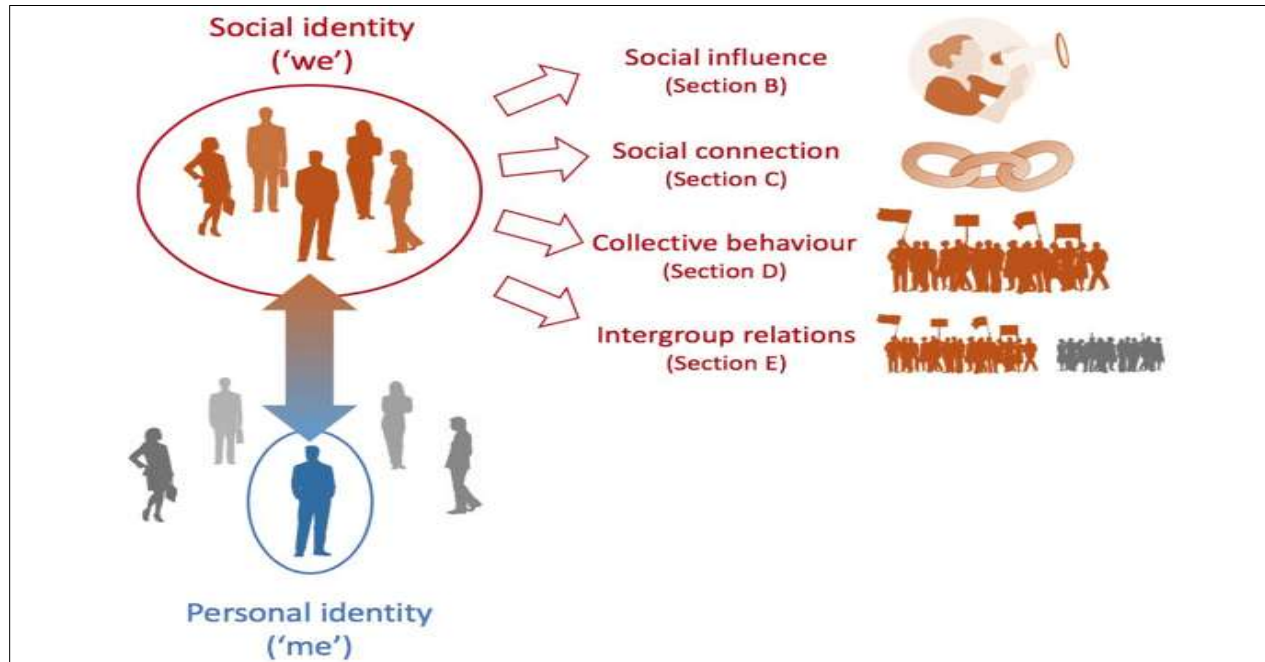 Social identity
('we')
Social influence
(Section B)
Social connection
(Section C)
Collective behaviour
(Section D)
Intergroup relations
(Section E)
Personal identity
('me')